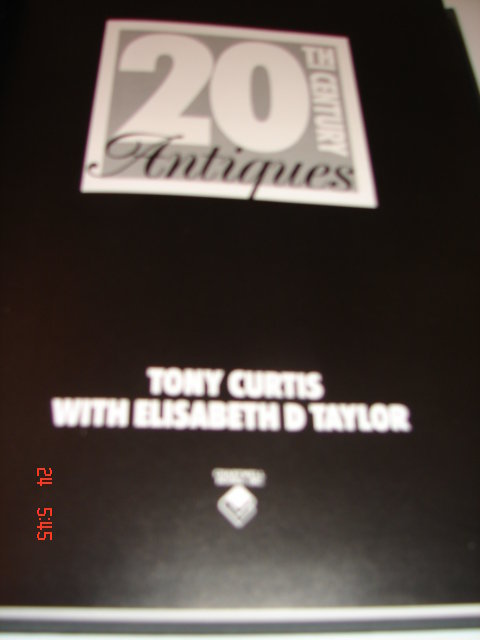 20
TH CENTURY
Antiques
TONY CURTIS
WITH ELISABETH D TAYLOR
24 5:45